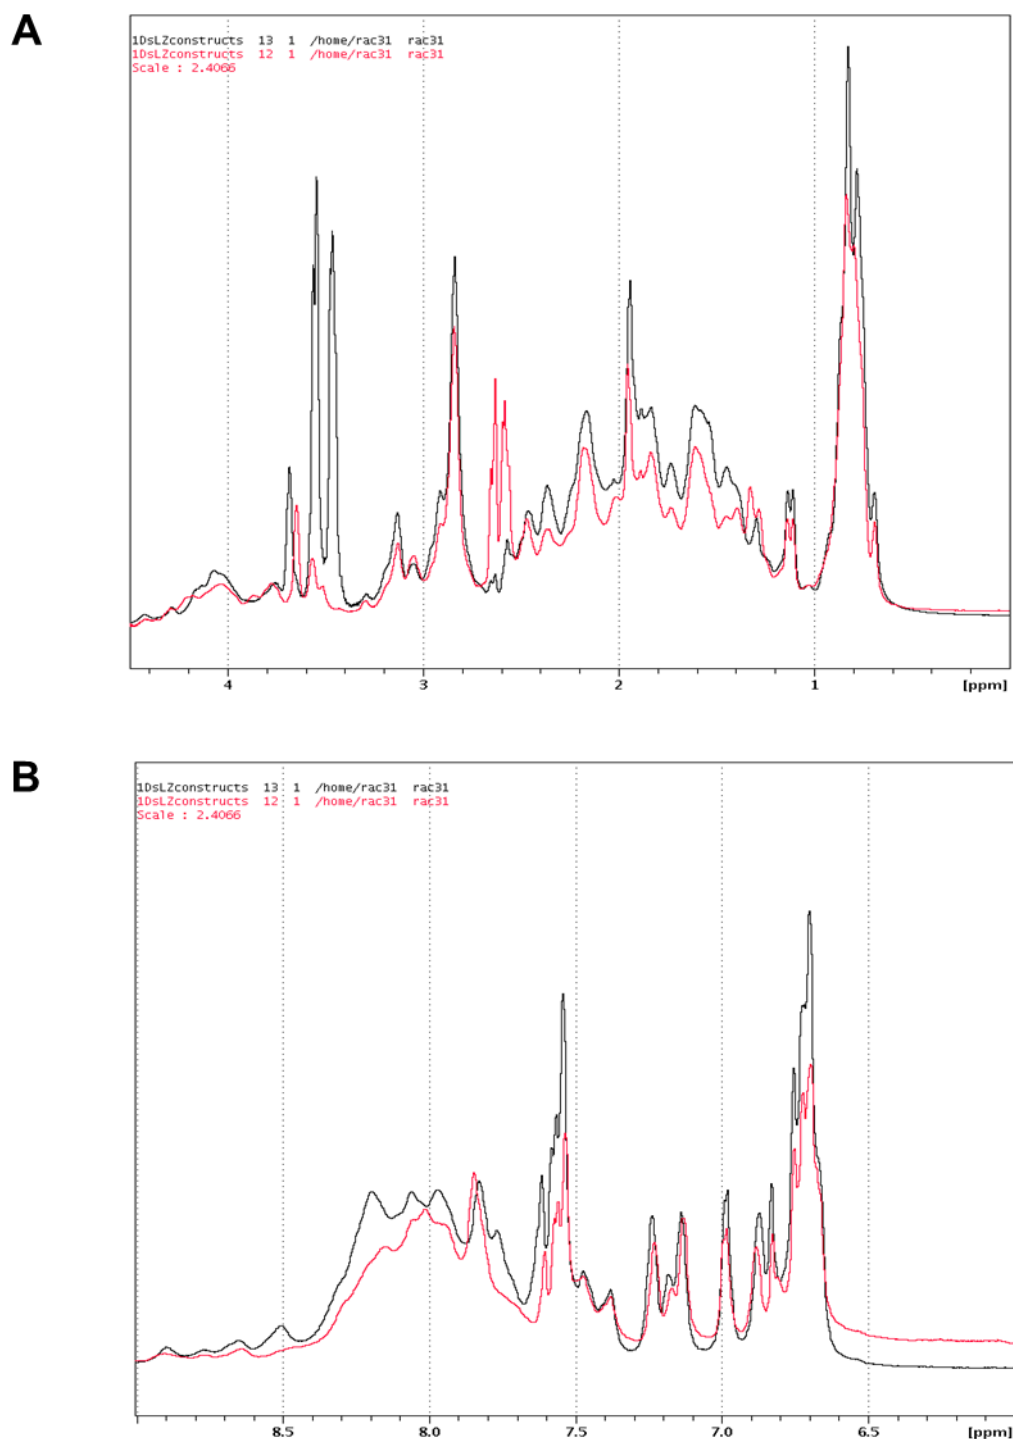 A
1DsLZconstructs 13 1 /home/rac31 rac31
1DsLZconstructs 12 1 /home/rac31 rac31
Scale : 2.4066
4 3 2 1 [ppm]
B
1DsLZconstructs 13 1 /home/rac31 rac31
1DsLZconstructs 12 1 /home/rac31 rac31
Scale : 2.4066
8.5 8.0 7.5 7.0 6.5 [ppm]